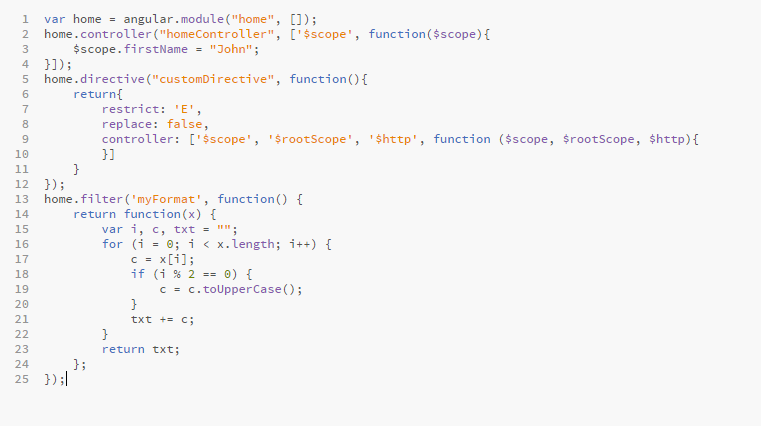 1 var home = angular.module("home", []);
2 home.controller("homeController", ['$scope', function($scope){
3     $scope.firstName = "John";
4 }]);
5 home.directive("customDirective", function(){
6     return{
7         restrict: 'E',
8         replace: false,
9         controller: ['$scope', '$rootScope', '$http', function ($scope, $rootScope, $http){
10         }]
11     }
12 });
13 home.filter('myFormat', function() {
14     return function(x) {
15         var i, c, txt = "";
16         for (i = 0; i < x.length; i++) {
17             c = x[i];
18             if (i % 2 == 0) {
19                 c = c.toUpperCase();
20             }
21             txt += c;
22         }
23         return txt;
24     };
25 });